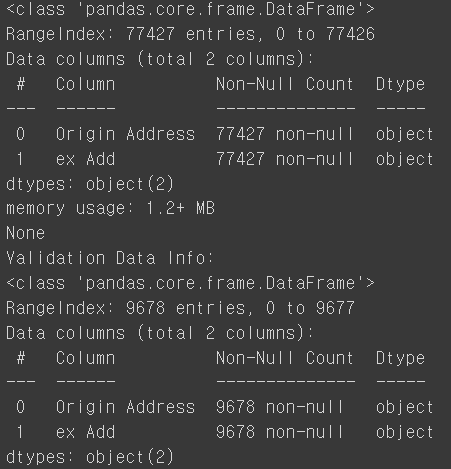 <class 'pandas.core.frame.DataFrame'>
RangeIndex: 77427 entries, 0 to 77426
Data columns (total 2 columns):
 #   Column          Non-Null Count  Dtype
---  ------          --------------  -----
 0   Origin Address  77427 non-null  object
 1   ex Add          77427 non-null  object
dtypes: object(2)
memory usage: 1.2+ MB
None
Validation Data Info:
<class 'pandas.core.frame.DataFrame'>
RangeIndex: 9678 entries, 0 to 9677
Data columns (total 2 columns):
 #   Column          Non-Null Count  Dtype
---  ------          --------------  -----
 0   Origin Address  9678 non-null   object
 1   ex Add          9678 non-null   object
dtypes: object(2)